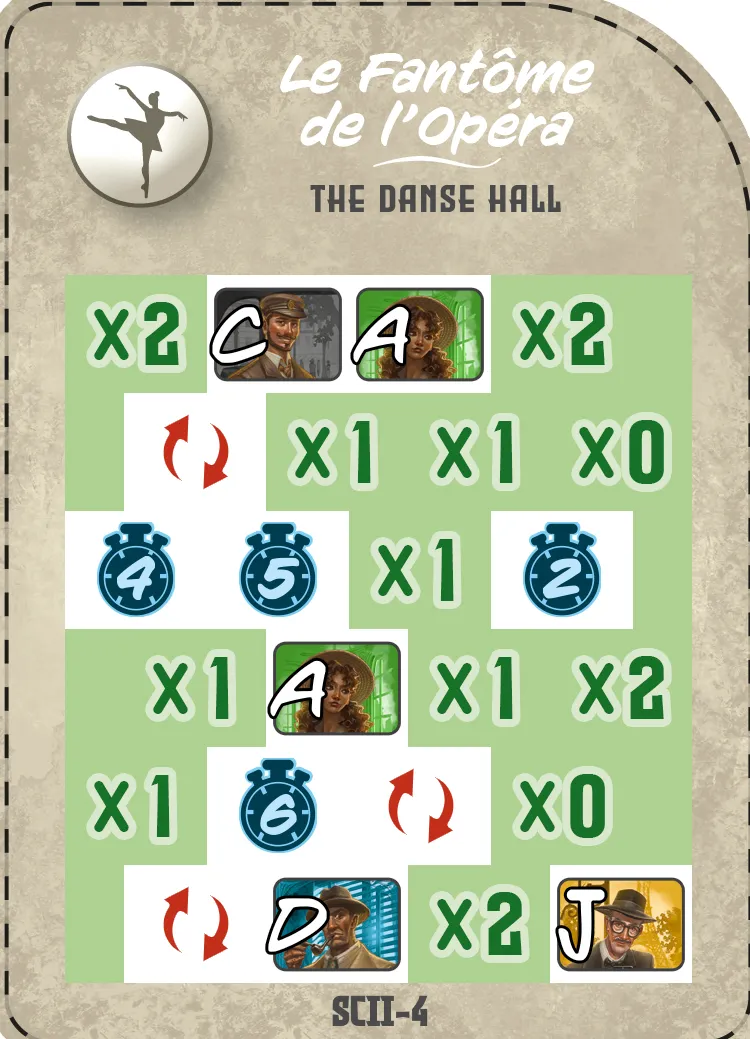 Le Fantôme
de l'Opéra
THE DANSE HALL
X2 C A X2
X1 X1 X0
4 5 X1 2
X1 A X1 X2
X1 6 X0
D X2 J
SCII-4